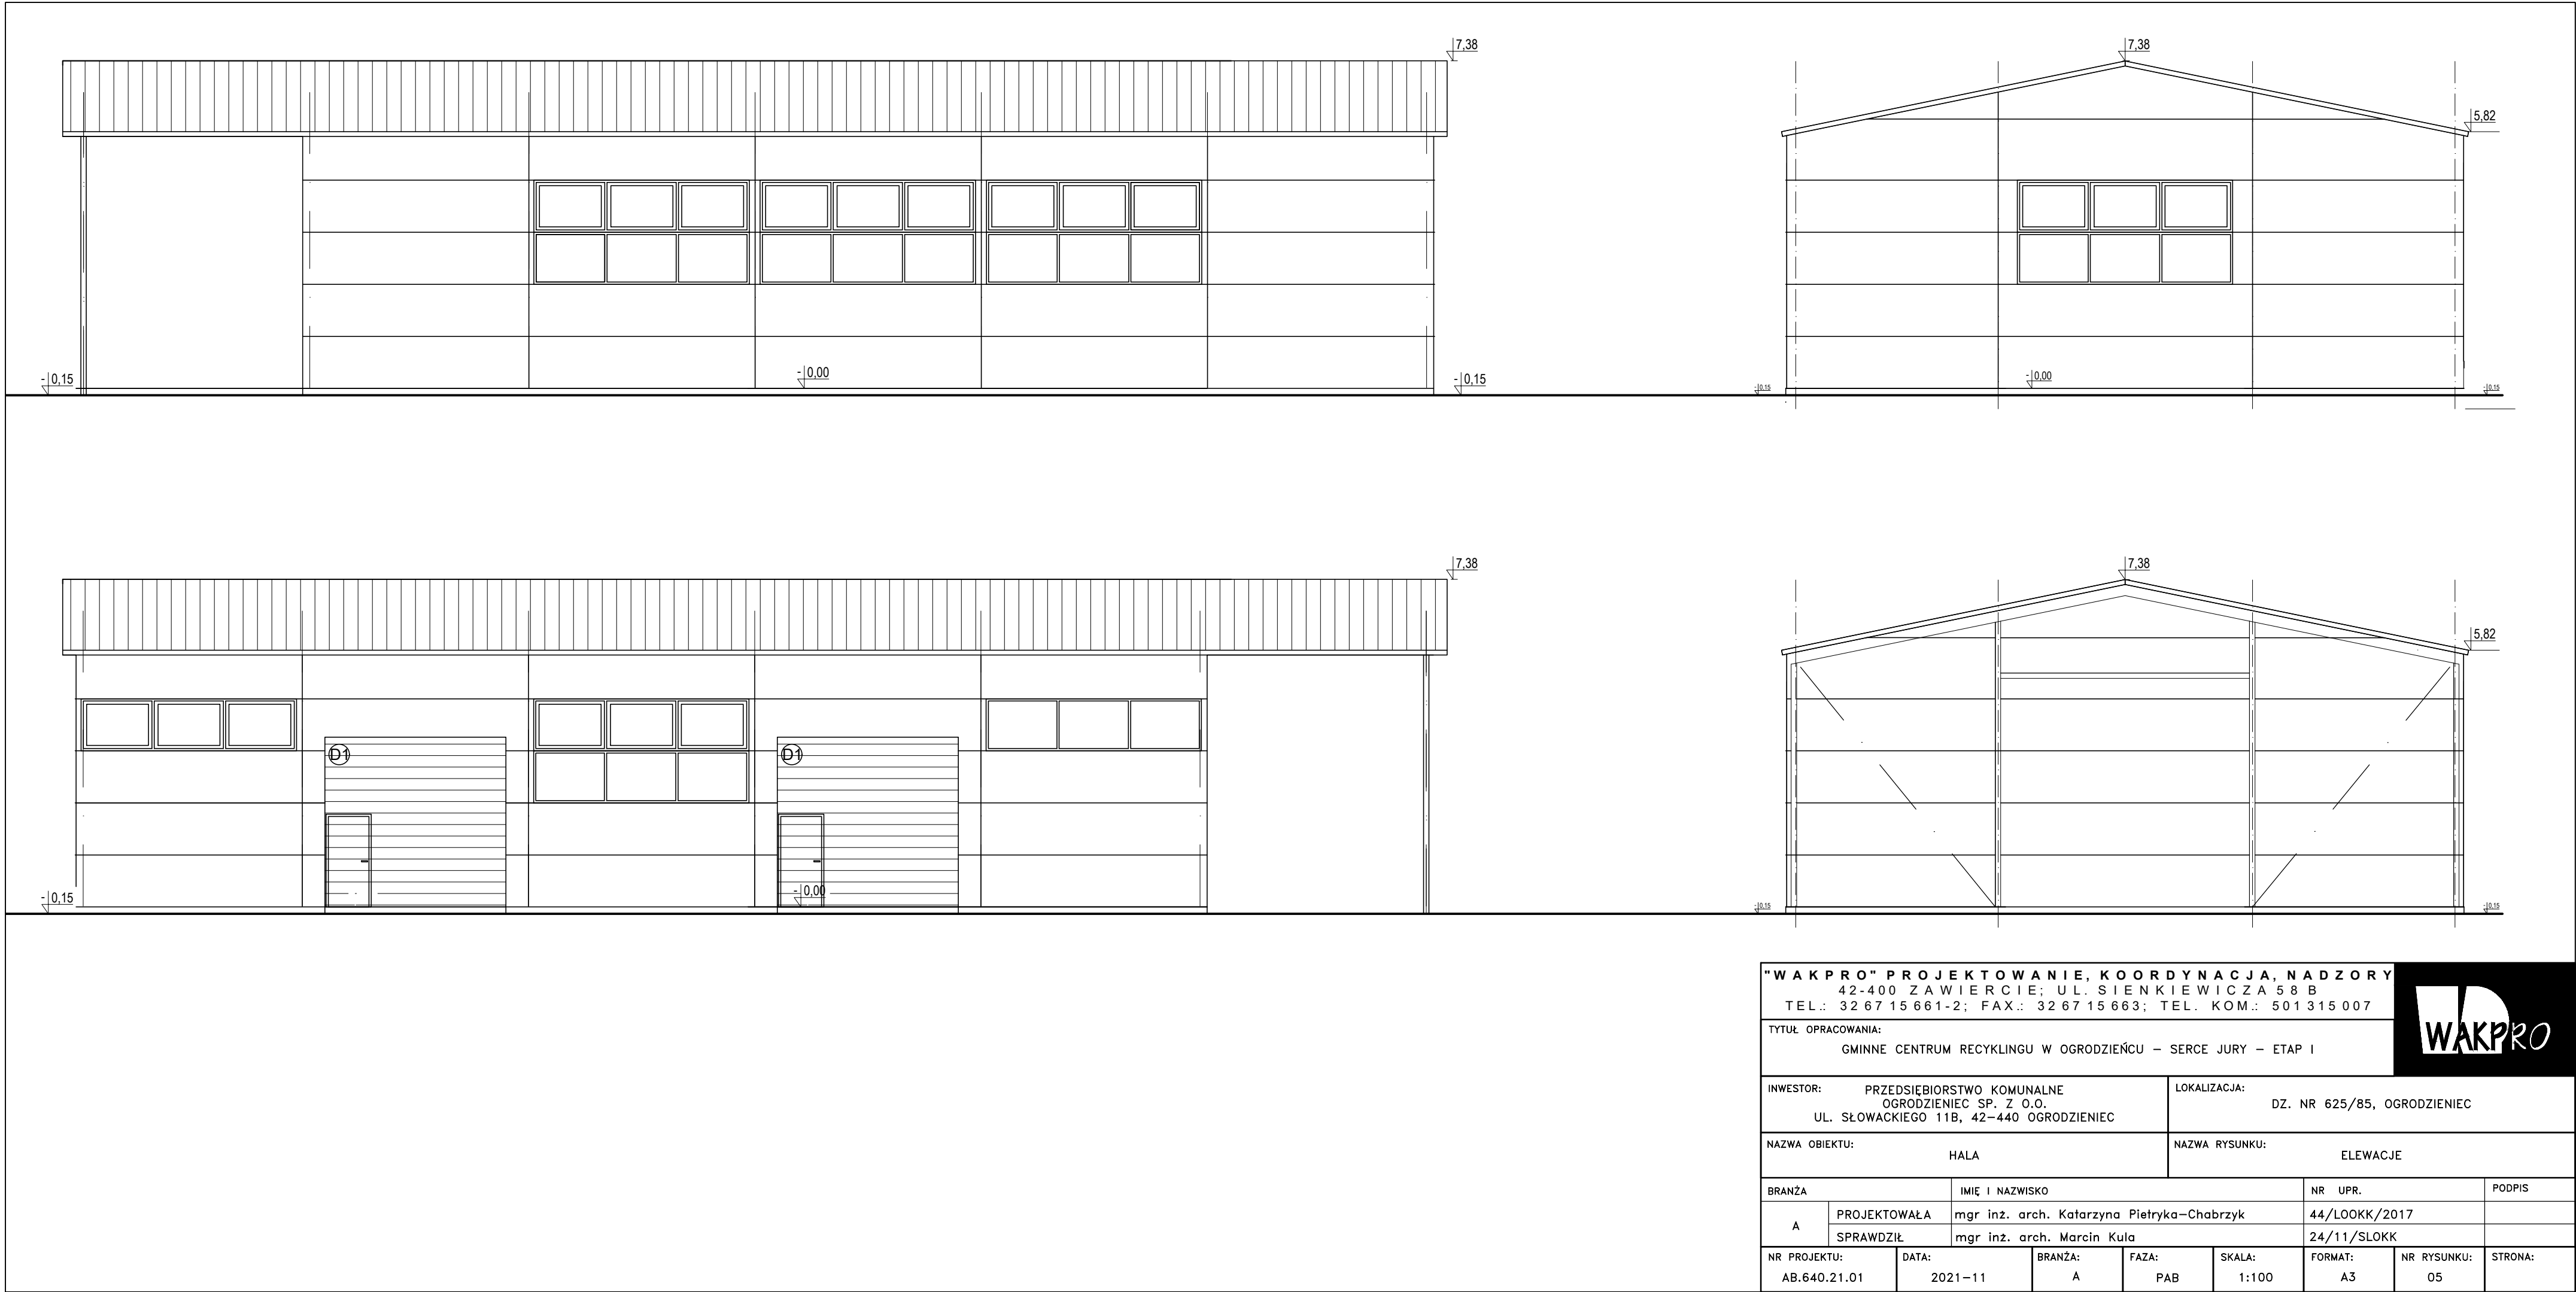 7,38
7,38
5,82
- 0,15
- 0,00
- 0,15
- 0,15
- 0,00
- 0,15
7,38
7,38
5,82
D1
D1
- 0,15
- 0,00
- 0,15
- 0,15
"WAKPRO" PROJEKTOWANIE, KOORDYNACJA, NADZORY
42-400 ZAWIERCIE; UL. SIENKIEWICZA 58 B
TEL.: 32 67 15 661-2; FAX.: 32 67 15 663; TEL. KOM.: 501 315 007
WAKPRO
TYTUŁ OPRACOWANIA:
GMINNE CENTRUM RECYKLINGU W OGRODZIEŃCU – SERCE JURY – ETAP I
INWESTOR:
PRZEDSIĘBIORSTWO KOMUNALNE
OGRODZIENIEC SP. Z O.O.
UL. SŁOWACKIEGO 11B, 42-440 OGRODZIENIEC
LOKALIZACJA:
DZ. NR 625/85, OGRODZIENIEC
NAZWA OBIEKTU:
HALA
NAZWA RYSUNKU:
ELEWACJE
BRANŻA IMIĘ I NAZWISKO NR UPR. PODPIS
A
PROJEKTOWAŁA mgr inż. arch. Katarzyna Pietryka-Chabrzyk 44/LOOKK/2017
SPRAWDZIŁ mgr inż. arch. Marcin Kula 24/11/SLOKK
NR PROJEKTU: DATA: BRANŻA: FAZA: SKALA: FORMAT: NR RYSUNKU: STRONA:
AB.640.21.01 2021-11 A PAB 1:100 A3 05